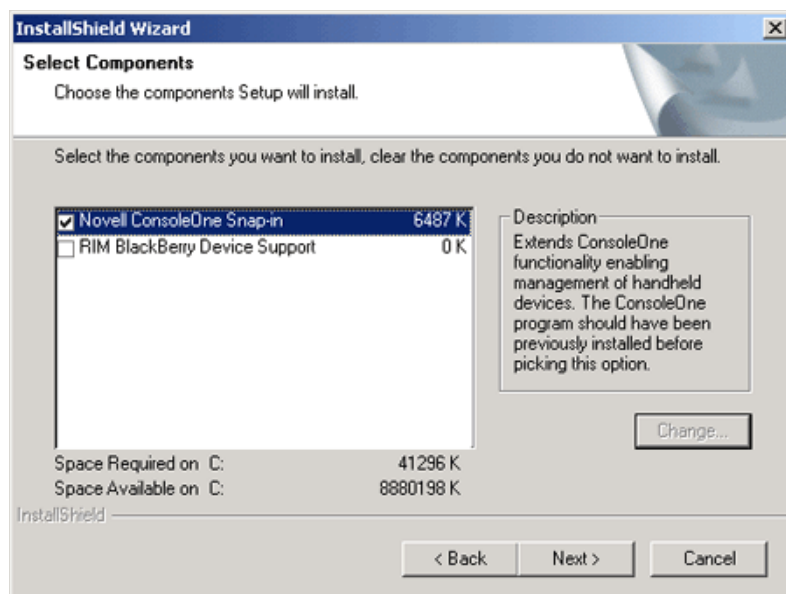 InstallShield Wizard
Select Components
Choose the components Setup will install.
Select the components you want to install, clear the components you do not want to install.
Novell ConsoleOne Snap-in 6487 K
RIM BlackBerry Device Support 0 K
Description
Extends ConsoleOne
functionality enabling
management of handheld
devices. The ConsoleOne
program should have been
previously installed before
picking this option.
Change...
Space Required on C: 41296 K
Space Available on C: 8880198 K
InstallShield
< Back Next > Cancel